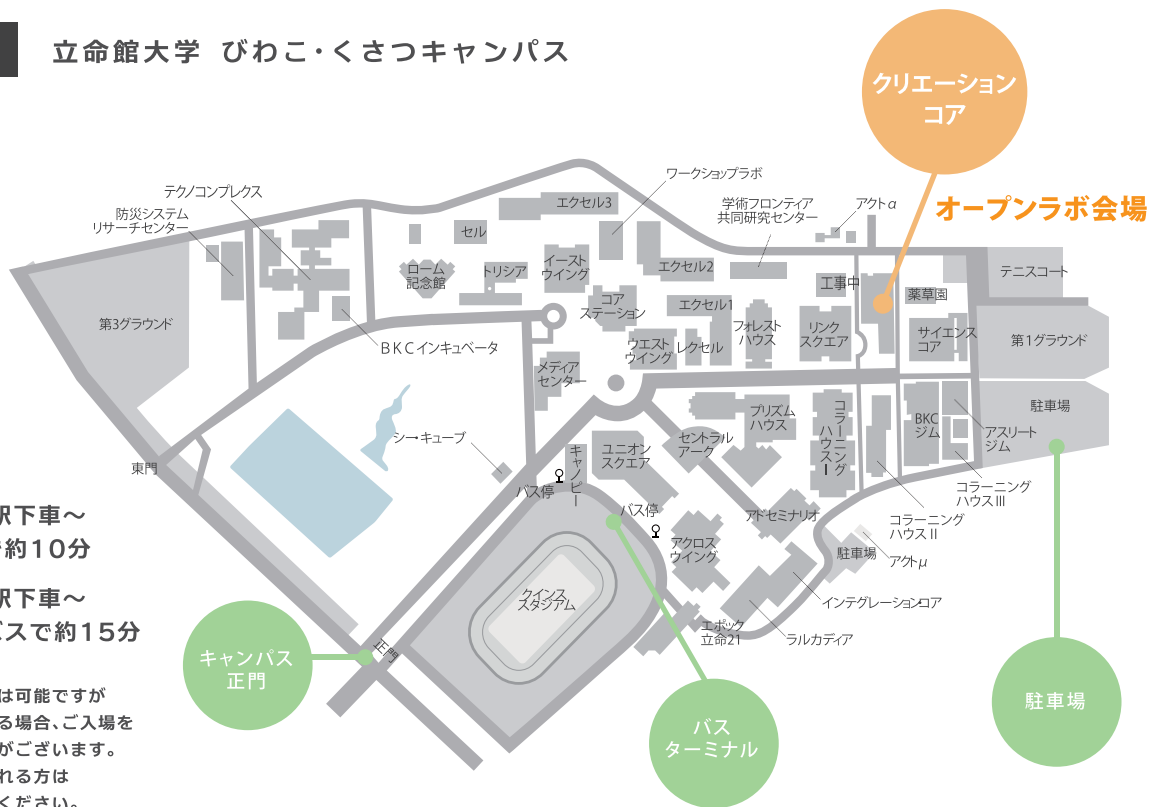 立命館大学 びわこ・くさつキャンパス
クリエーション
コア
オープンラボ会場
ワークショップラボ
テクノコンプレクス
防災システム
リサーチセンター
エクセル3
学術フロンティア
共同研究センター
アクトα
セル
イースト
ウイング
エクセル2
ローム
記念館
トリシア
工事中
テニスコート
薬草園
コア
ステーション
エクセル1
第3グラウンド
フォレスト
ハウス
リンク
スクエア
サイエンス
コア
第1グラウンド
BKCインキュベータ
ウエスト
ウイング
レクセル
メディア
センター
プリズム
ハウス
コラーニング
ハウスⅠ
BKC
ジム
駐車場
アスリート
ジム
シー・キューブ
キャノピー
ユニオン
スクエア
セントラル
アーク
東門
バス停
コラーニング
ハウスⅢ
バス停
アドセミナリオ
コラーニング
ハウスⅡ
駅下車～
約10分
アクロス
ウイング
駐車場
アクトμ
クインス
スタジアム
インテグレーションコア
駅下車～
バスで約15分
エポック
立命21
ラルカディア
キャンパス
正門
正門
は可能ですが
る場合、ご入場を
がございます。
れる方は
ください。
バス
ターミナル
駐車場